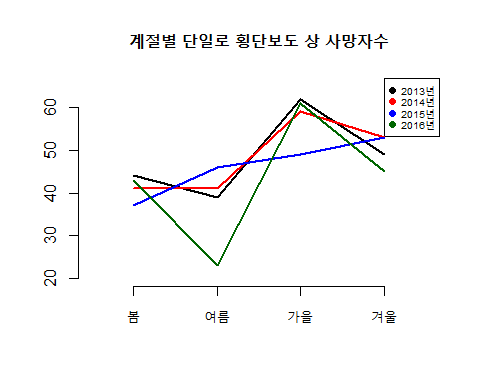 계절별 단일로 횡단보도 상 사망자수
2013년
2014년
2015년
2016년
60
50
40
30
20
봄 여름 가을 겨울